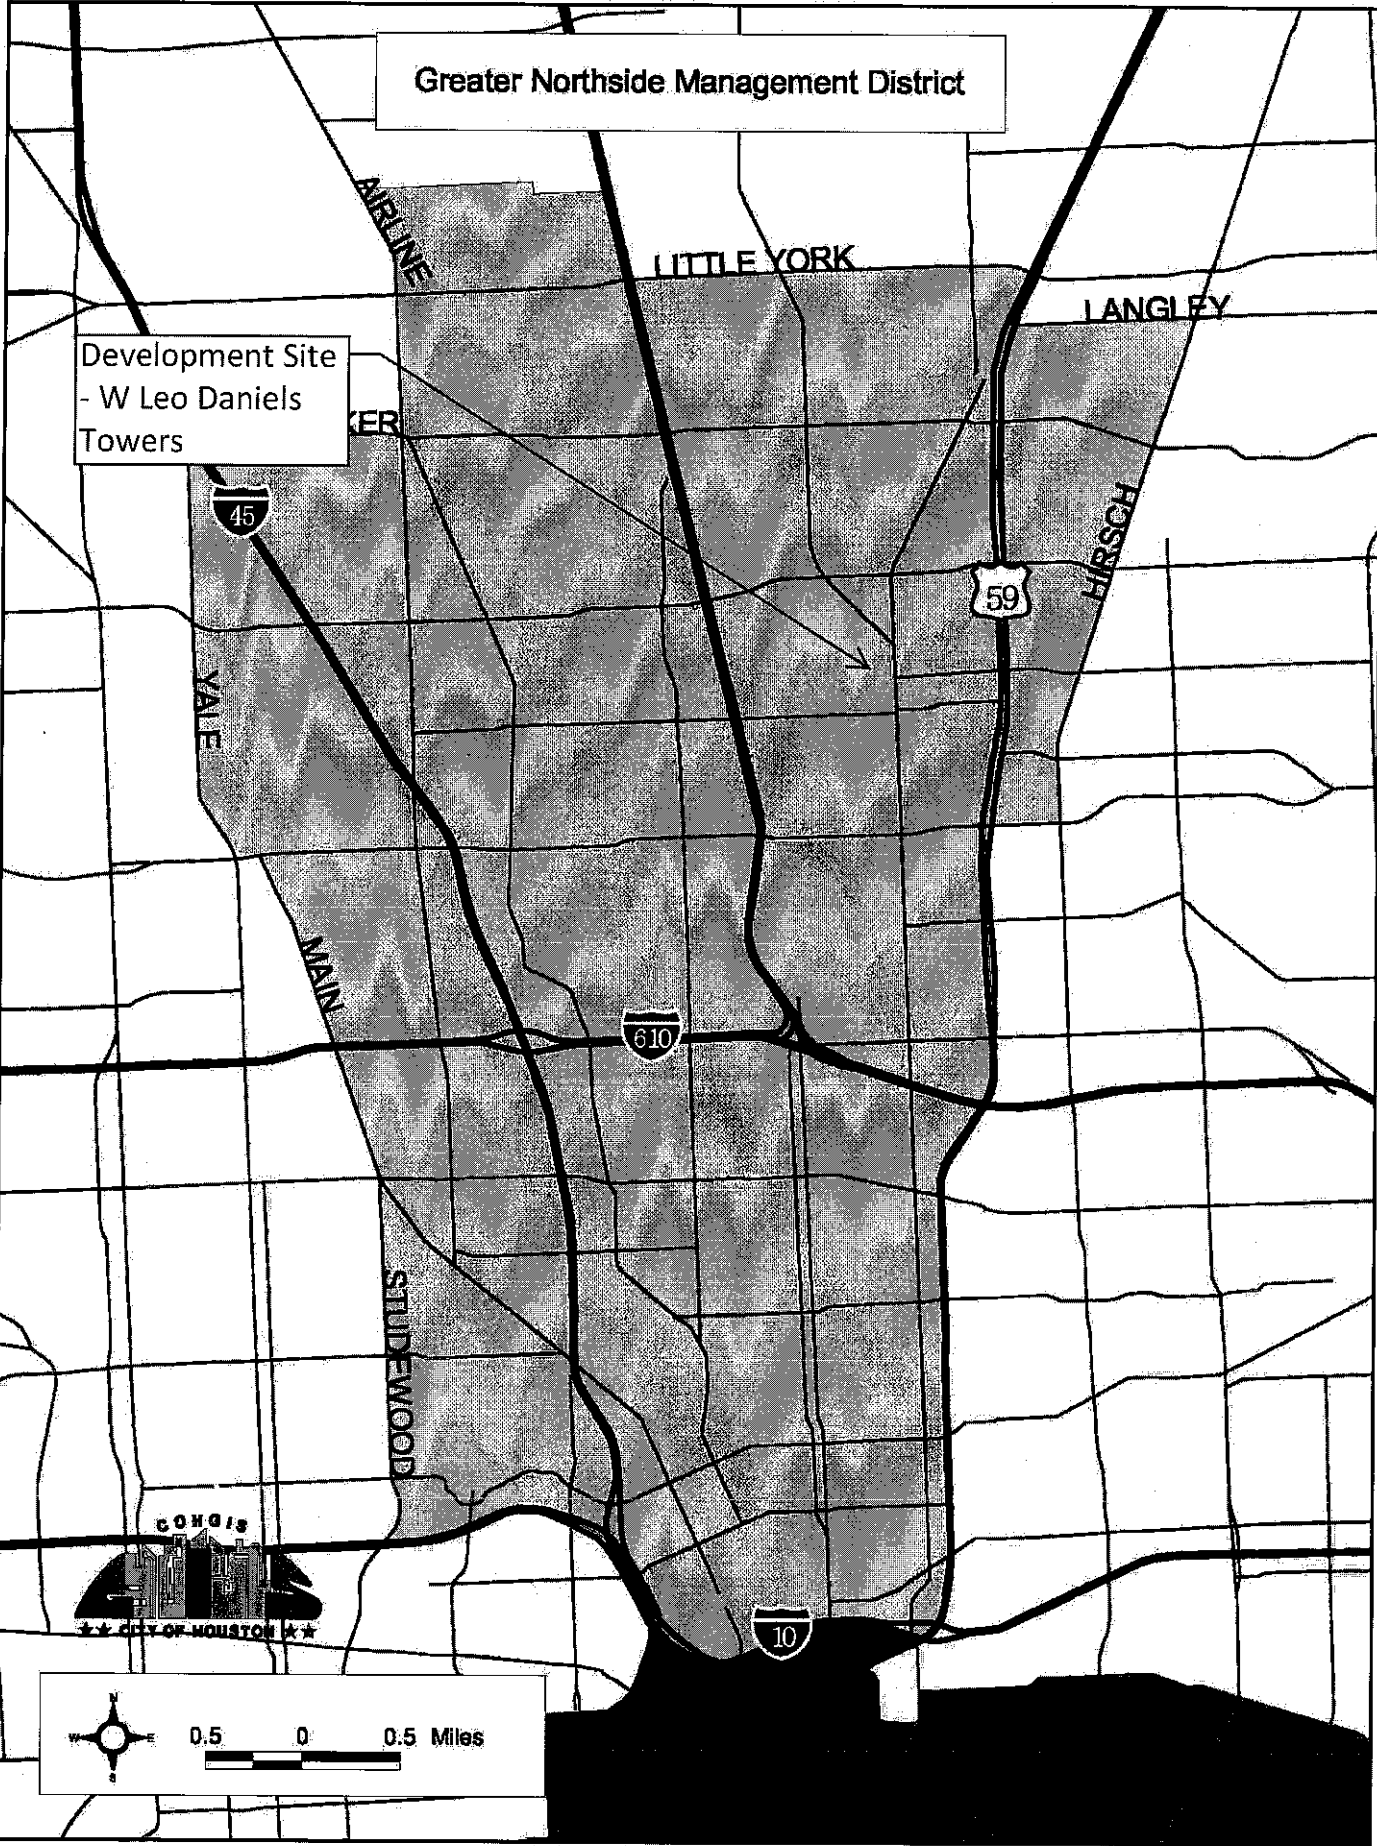 Greater Northside Management District
AIRLINE
LITTLE YORK
LANGLEY
Development Site
- W Leo Daniels
Towers
KER
45
HIRSCH
59
YALE
MAIN
610
STUDEWOOD
COHGIS
★★ CITY OF HOUSTON ★★
10
N
W E
S
0.5 0 0.5 Miles